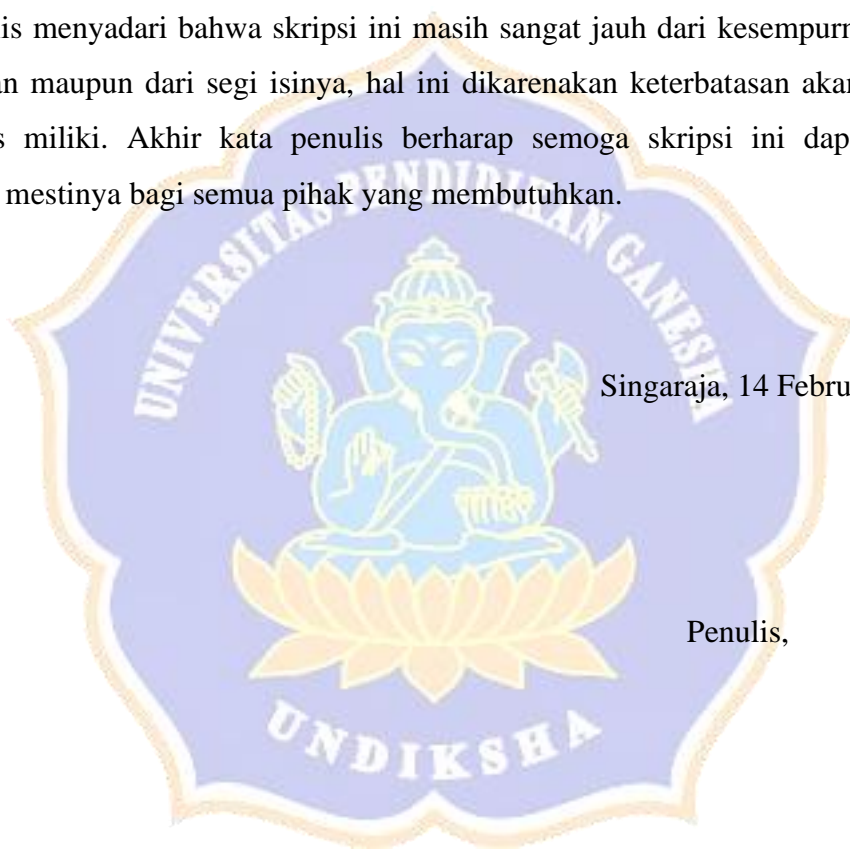 lis menyadari bahwa skripsi ini masih sangat jauh dari kesempurn
an maupun dari segi isinya, hal ini dikarenakan keterbatasan akan
s miliki. Akhir kata penulis berharap semoga skripsi ini dap
mestinya bagi semua pihak yang membutuhkan.
UNIVERSITAS PENDIDIKAN GANESHA
Singaraja, 14 Febru
Penulis,
UNDIKSHA